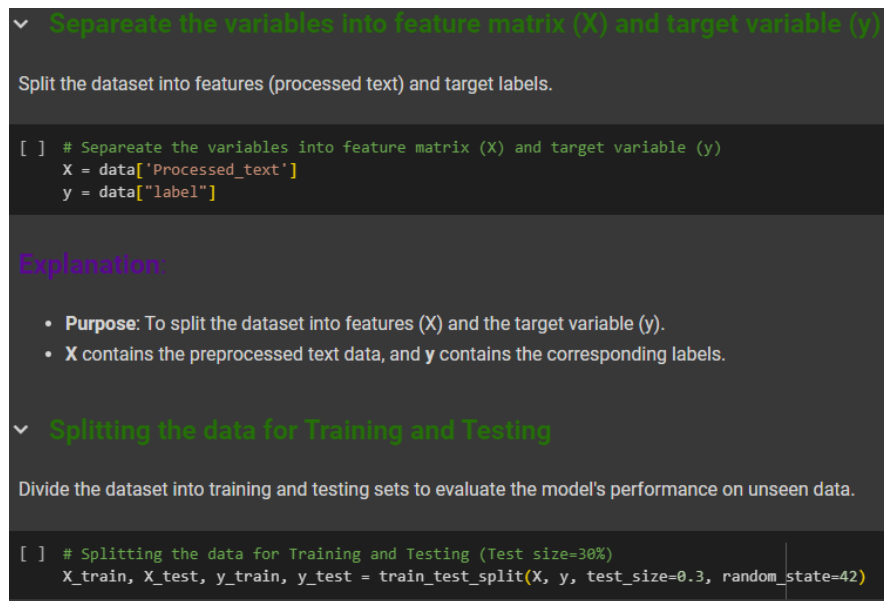 Separeate the variables into feature matrix (X) and target variable (y)
Split the dataset into features (processed text) and target labels.
[ ] # Separeate the variables into feature matrix (X) and target variable (y)
X = data['Processed_text']
y = data["label"]
Explanation:
• Purpose: To split the dataset into features (X) and the target variable (y).
• X contains the preprocessed text data, and y contains the corresponding labels.
Splitting the data for Training and Testing
Divide the dataset into training and testing sets to evaluate the model's performance on unseen data.
[ ] # Splitting the data for Training and Testing (Test size=30%)
X_train, X_test, y_train, y_test = train_test_split(X, y, test_size=0.3, random_state=42)